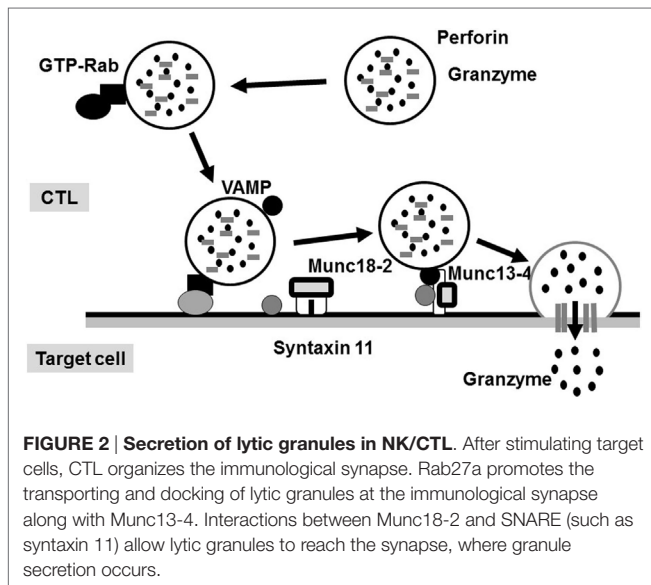 Perforin
GTP-Rab
Granzyme
CTL
VAMP
Munc18-2
Munc13-4
Syntaxin 11
Target cell
Granzyme
FIGURE 2 | Secretion of lytic granules in NK/CTL. After stimulating target
cells, CTL organizes the immunological synapse. Rab27a promotes the
transporting and docking of lytic granules at the immunological synapse
along with Munc13-4. Interactions between Munc18-2 and SNARE (such as
syntaxin 11) allow lytic granules to reach the synapse, where granule
secretion occurs.